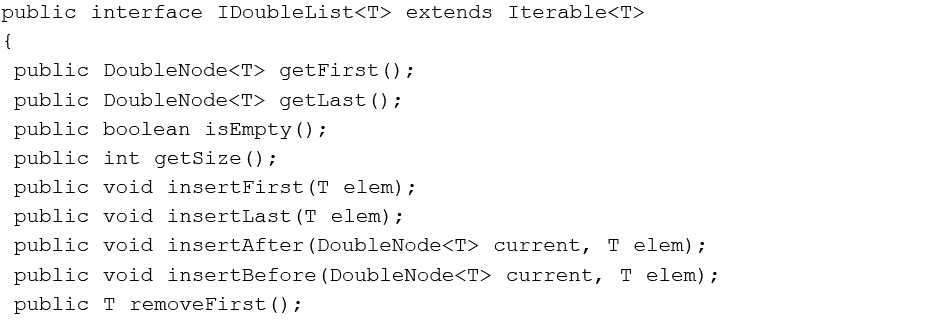 public interface IDoubleList<T> extends Iterable<T>
{
public DoubleNode<T> getFirst();
public DoubleNode<T> getLast();
public boolean isEmpty();
public int getSize();
public void insertFirst(T elem);
public void insertLast(T elem);
public void insertAfter(DoubleNode<T> current, T elem);
public void insertBefore(DoubleNode<T> current, T elem);
public T removeFirst();